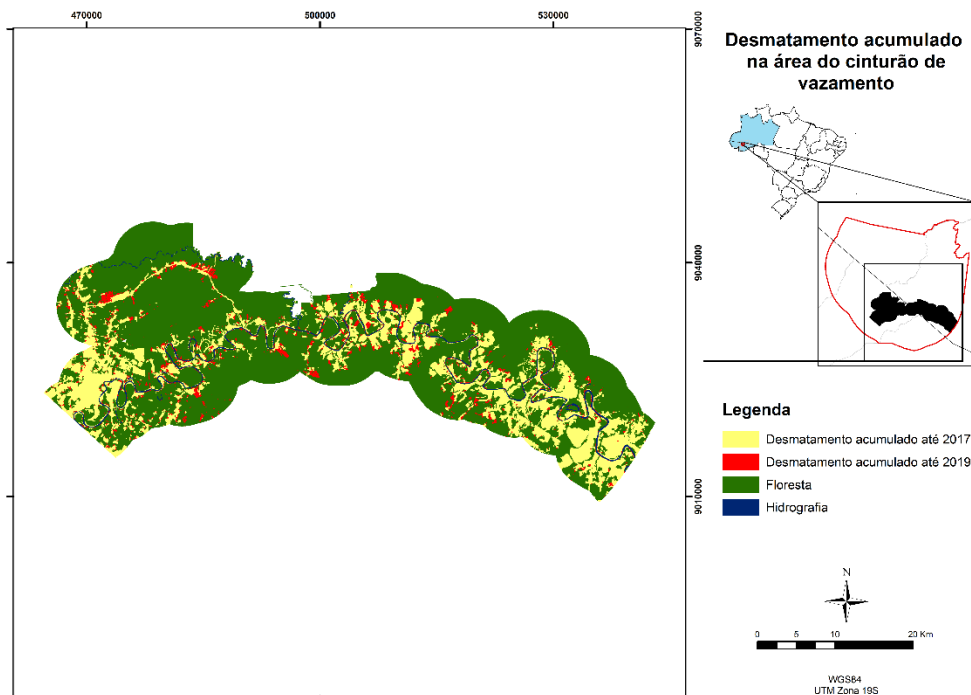 470000
500000
530000
9070000
9040000
9010000
Desmatamento acumulado
na área do cinturão de
vazamento
Legenda
Desmatamento acumulado até 2017
Desmatamento acumulado até 2019
Floresta
Hidrografia
N
0 5 10 20 Km
WGS84
UTM Zona 19S